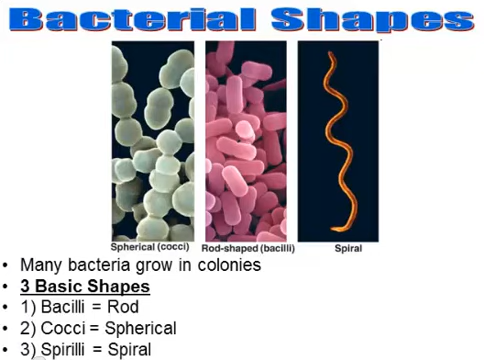 Bacterial Shapes
Spherical (cocci) Rod-shaped (bacilli) Spiral
• Many bacteria grow in colonies
• 3 Basic Shapes
• 1) Bacilli = Rod
• 2) Cocci = Spherical
• 3) Spirilli = Spiral